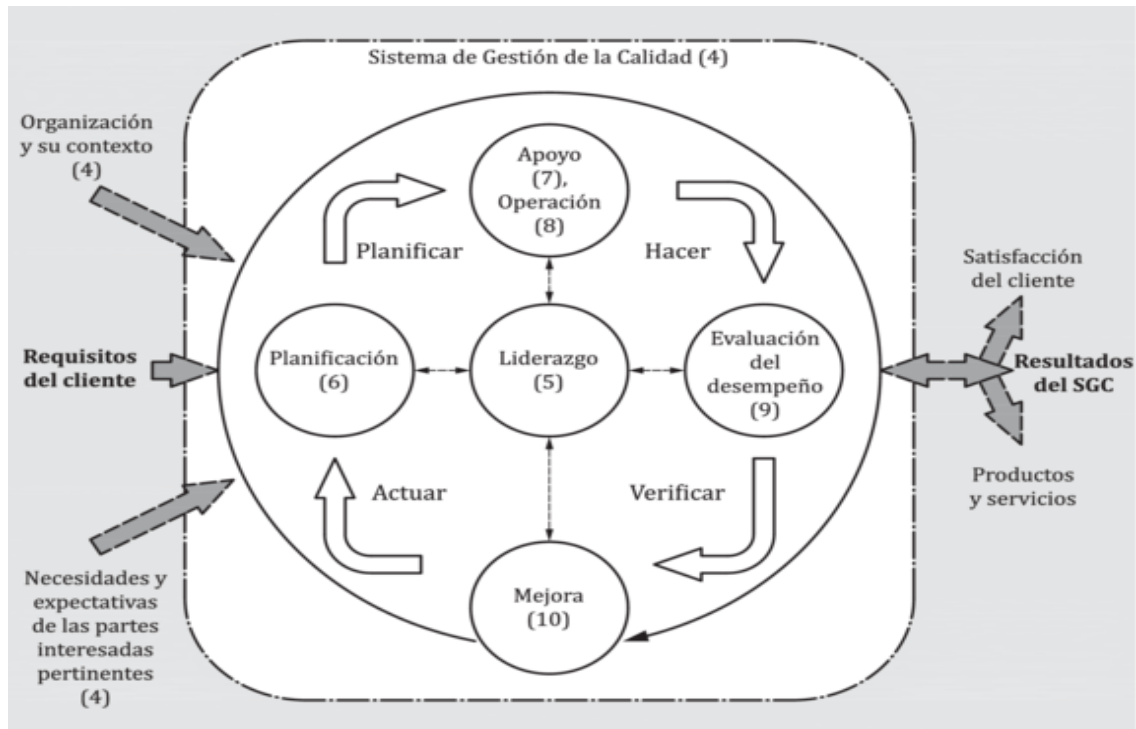 Sistema de Gestión de la Calidad (4)
Organización
y su contexto
(4)
Apoyo
(7),
Operación
(8)
Planificar
Hacer
Satisfacción
del cliente
Requisitos
del cliente
Planificación
(6)
Liderazgo
(5)
Evaluación
del
desempeño
(9)
Resultados
del SGC
Actuar
Verificar
Productos
y servicios
Necesidades y
expectativas
de las partes
interesadas
pertinentes
(4)
Mejora
(10)